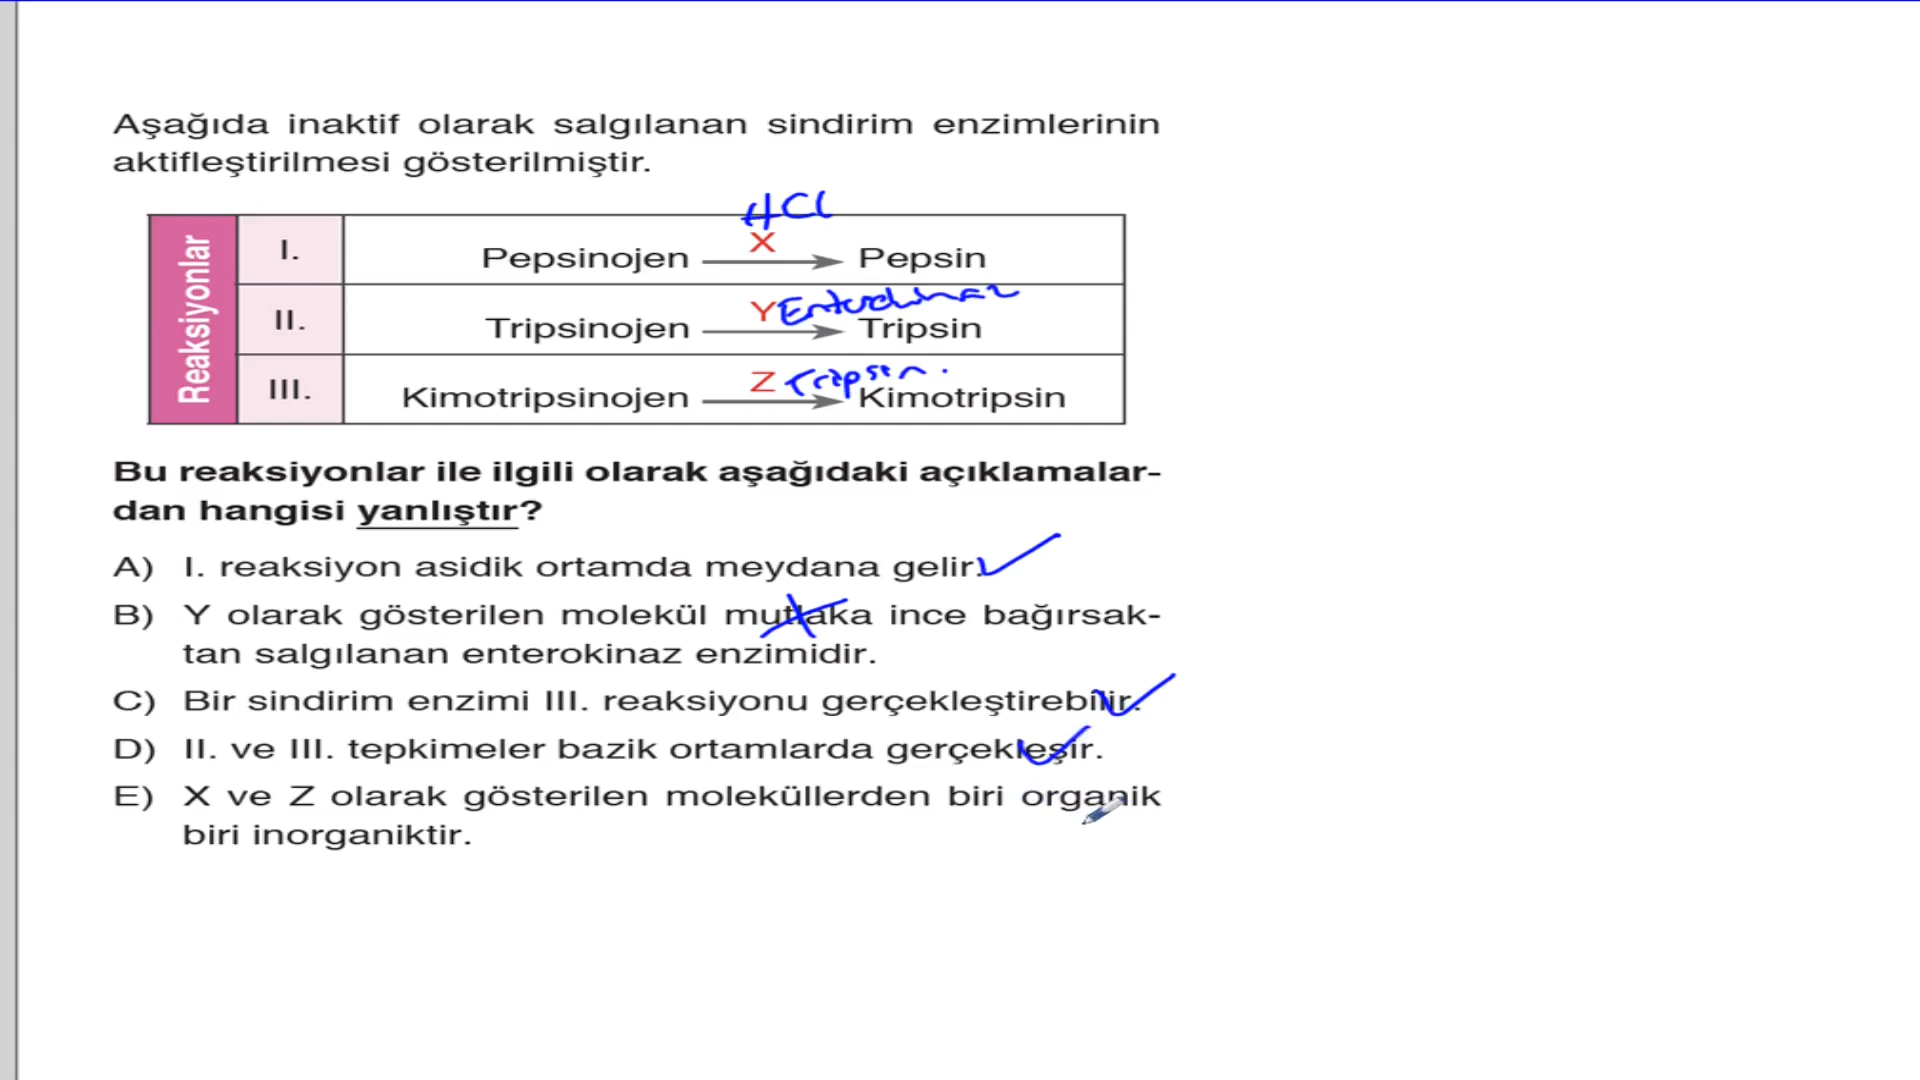 Aşağıda inaktif olarak salgılanan sindirim enzimlerinin
aktifleştirilmesi gösterilmiştir.
Reaksiyonlar
HCl
I. Pepsinojen X Pepsin
II. Tripsinojen Y Enterokinaz Tripsin
III. Kimotripsinojen Z Tripsin. Kimotripsin
Bu reaksiyonlar ile ilgili olarak aşağıdaki açıklamalar-
dan hangisi yanlıştır?
A) I. reaksiyon asidik ortamda meydana gelir.
B) Y olarak gösterilen molekül mutlaka ince bağırsak-
tan salgılanan enterokinaz enzimidir.
C) Bir sindirim enzimi III. reaksiyonu gerçekleştirebilir.
D) II. ve III. tepkimeler bazik ortamlarda gerçekleşir.
E) X ve Z olarak gösterilen moleküllerden biri organik
biri inorganiktir.